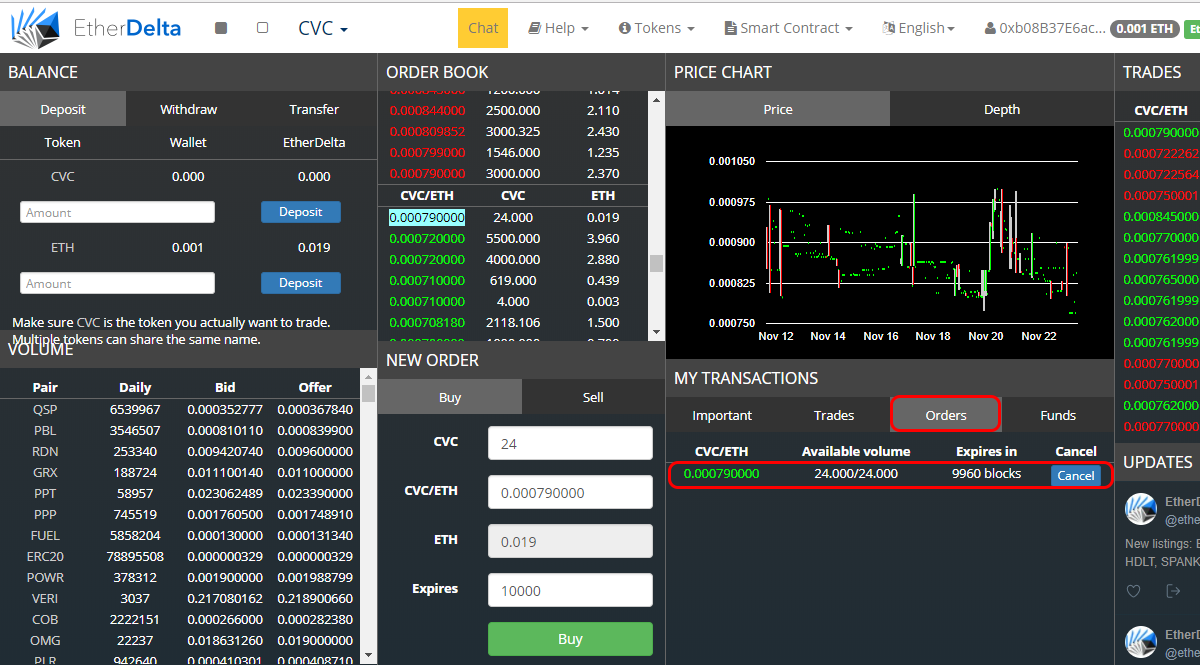 EtherDelta
CVC
Chat
Help
Tokens
Smart Contract
English
0xb08B37E6ac...
0.001 ETH
BALANCE
Deposit Withdraw Transfer
Token Wallet EtherDelta
CVC 0.000 0.000
Amount Deposit
ETH 0.001 0.019
Amount Deposit
Make sure CVC is the token you actually want to trade.
Multiple tokens can share the same name.
VOLUME
Pair Daily Bid Offer
QSP 6539967 0.000352777 0.000367840
PBL 3546507 0.000810110 0.000839900
RDN 253340 0.009420740 0.009600000
GRX 188724 0.011100140 0.011000000
PPT 58957 0.023062489 0.023390000
PPP 745519 0.001760500 0.001748910
FUEL 5858204 0.000130000 0.000131340
ERC20 78895508 0.000000329 0.000000329
POWR 378312 0.001900000 0.001988799
VERI 3037 0.217080162 0.218900660
COB 2222151 0.000266000 0.000282380
OMG 22237 0.018631260 0.019000000
PLR 942640 0.000410301 0.000408710
ORDER BOOK
0.000844000 2500.000 2.110
0.000809852 3000.325 2.430
0.000799000 1546.000 1.235
0.000790000 3000.000 2.370
CVC/ETH CVC ETH
0.000790000 24.000 0.019
0.000720000 5500.000 3.960
0.000720000 4000.000 2.880
0.000710000 619.000 0.439
0.000710000 4.000 0.003
0.000708180 2118.106 1.500
NEW ORDER
Buy Sell
CVC 24
CVC/ETH 0.000790000
ETH 0.019
Expires 10000
Buy
PRICE CHART
Price Depth
0.001050
0.000975
0.000900
0.000825
0.000750
Nov 12 Nov 14 Nov 16 Nov 18 Nov 20 Nov 22
MY TRANSACTIONS
Important Trades Orders Funds
CVC/ETH Available volume Expires in Cancel
0.000790000 24.000/24.000 9960 blocks Cancel
TRADES
CVC/ETH
0.000790000
0.000722262
0.000722564
0.000750001
0.000845000
0.000770000
0.000761999
0.000765000
0.000761999
0.000762000
0.000761999
0.000770000
0.000750001
0.000762000
0.000770000
UPDATES
EtherD
@ethe
New listings: E
HDLT, SPANK
EtherD
@ethe